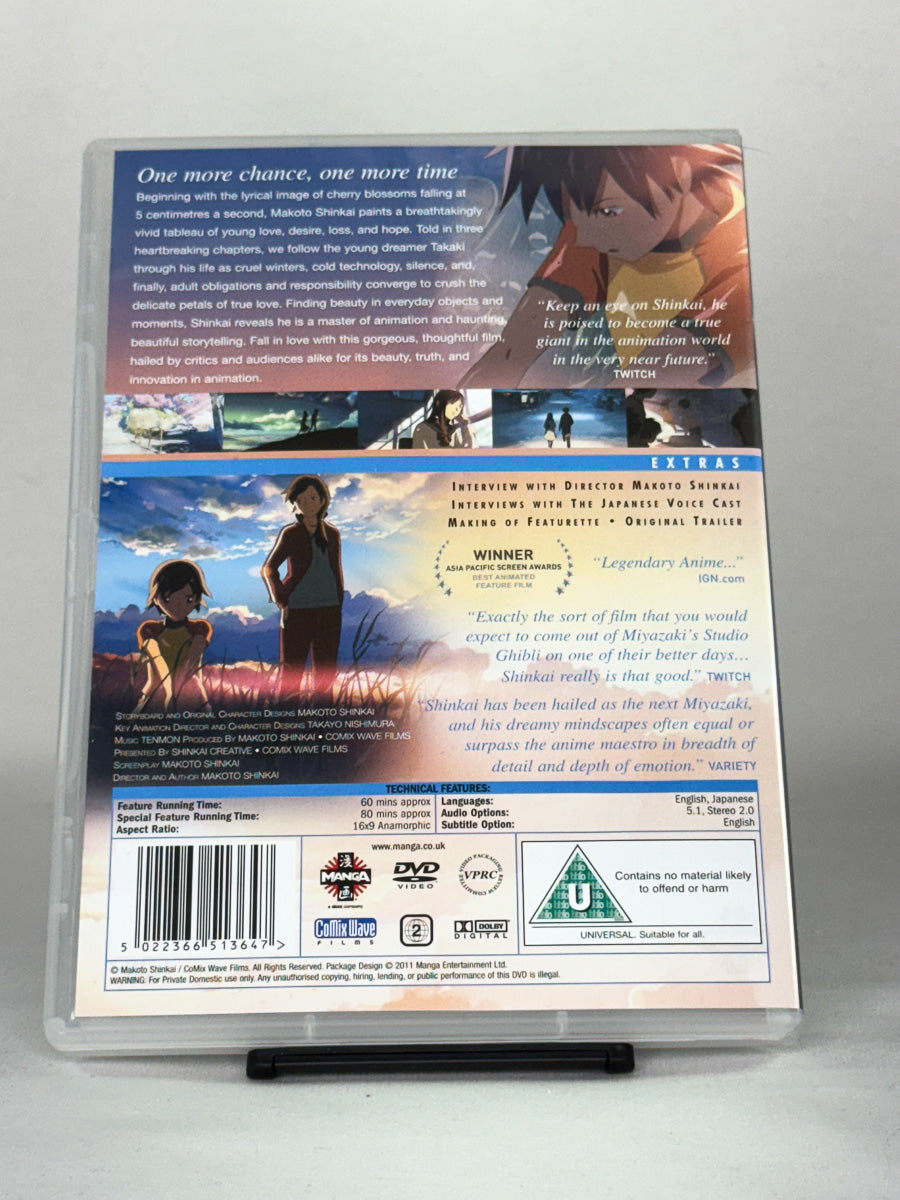 One more chance, one more time
Beginning with the lyrical image of cherry blossoms falling at
5 centimetres a second, Makoto Shinkai paints a breathtakingly
vivid tableau of young love, desire, loss, and hope. Told in three
heartbreaking chapters, we follow the young dreamer Takaki
through his life as cruel winters, cold technology, silence, and,
finally, adult obligations and responsibility converge to crush the
delicate petals of true love. Finding beauty in everyday objects and
moments, Shinkai reveals he is a master of animation and haunting,
beautiful storytelling. Fall in love with this gorgeous, thoughtful film,
hailed by critics and audiences alike for its beauty, truth, and
innovation in animation.
“Keep an eye on Shinkai, he
is poised to become a true
giant in the animation world
in the very near future.”
TWITCH
EXTRAS
INTERVIEW WITH DIRECTOR MAKOTO SHINKAI
INTERVIEWS WITH THE JAPANESE VOICE CAST
MAKING OF FEATURETTE • ORIGINAL TRAILER
WINNER
ASIA PACIFIC SCREEN AWARDS
BEST ANIMATED
FEATURE FILM
“Legendary Anime...”
IGN.com
“Exactly the sort of film that you would
expect to come out of Miyazaki's Studio
Ghibli on one of their better days...
Shinkai really is that good.” TWITCH
“Shinkai has been hailed as the next Miyazaki,
and his dreamy mindscapes often equal or
surpass the anime maestro in breadth of
detail and depth of emotion.” VARIETY
STORYBOARD AND ORIGINAL CHARACTER DESIGNS MAKOTO SHINKAI
KEY ANIMATION DIRECTOR AND CHARACTER DESIGNS TAKAYO NISHIMURA
MUSIC TENMON PRODUCED BY MAKOTO SHINKAI • COMIX WAVE FILMS
PRESENTED BY SHINKAI CREATIVE • COMIX WAVE FILMS
SCREENPLAY MAKOTO SHINKAI
DIRECTOR AND AUTHOR MAKOTO SHINKAI
TECHNICAL FEATURES:
Feature Running Time: 60 mins approx
Special Feature Running Time: 80 mins approx
Aspect Ratio: 16x9 Anamorphic
Languages: English, Japanese
Audio Options: 5.1, Stereo 2.0
Subtitle Option: English
5 022366 513647 >
www.manga.co.uk
法
MANGA
画
DVD
VIDEO
VIDEO PACKAGING REVIEW COMMITTEE
VPRC
CoMix Wave
FILMS
2
DOLBY
DIGITAL
U
Contains no material likely
to offend or harm
UNIVERSAL. Suitable for all.
© Makoto Shinkai / CoMix Wave Films. All Rights Reserved. Package Design © 2011 Manga Entertainment Ltd.
WARNING: For Private Domestic use only. Any unauthorised copying, hiring, lending, or public performance of this DVD is illegal.